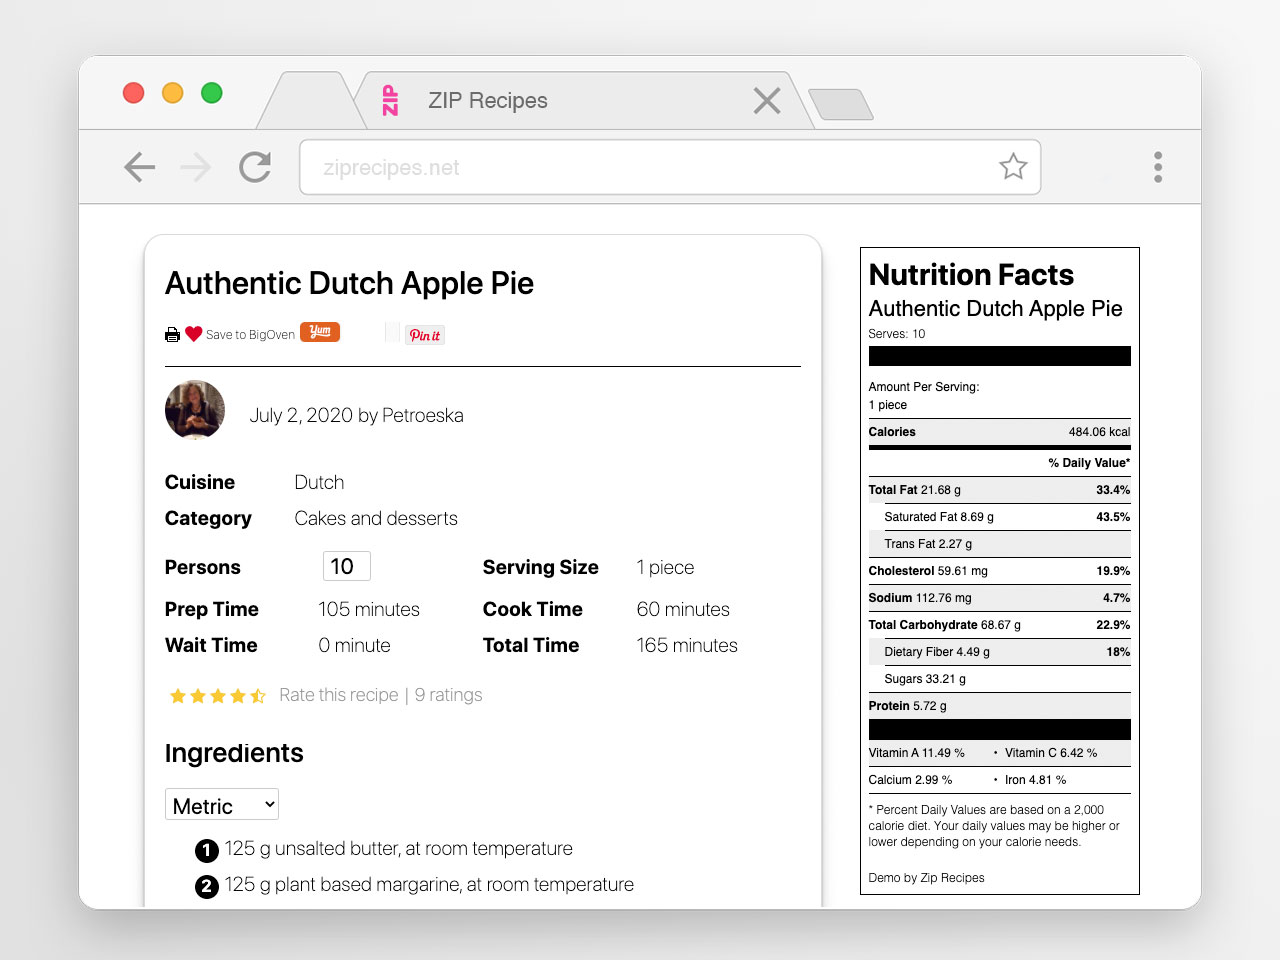 ZIP
ZIP Recipes
ziprecipes.net
Authentic Dutch Apple Pie
Save to BigOven Yum Pin it
July 2, 2020 by Petroeska
Cuisine Dutch
Category Cakes and desserts
Persons 10 Serving Size 1 piece
Prep Time 105 minutes Cook Time 60 minutes
Wait Time 0 minute Total Time 165 minutes
Rate this recipe | 9 ratings
Ingredients
Metric
1 125 g unsalted butter, at room temperature
2 125 g plant based margarine, at room temperature
Nutrition Facts
Authentic Dutch Apple Pie
Serves: 10
Amount Per Serving:
1 piece
Calories 484.06 kcal
% Daily Value*
Total Fat 21.68 g 33.4%
Saturated Fat 8.69 g 43.5%
Trans Fat 2.27 g
Cholesterol 59.61 mg 19.9%
Sodium 112.76 mg 4.7%
Total Carbohydrate 68.67 g 22.9%
Dietary Fiber 4.49 g 18%
Sugars 33.21 g
Protein 5.72 g
Vitamin A 11.49 % • Vitamin C 6.42 %
Calcium 2.99 % • Iron 4.81 %
* Percent Daily Values are based on a 2,000
calorie diet. Your daily values may be higher or
lower depending on your calorie needs.
Demo by Zip Recipes